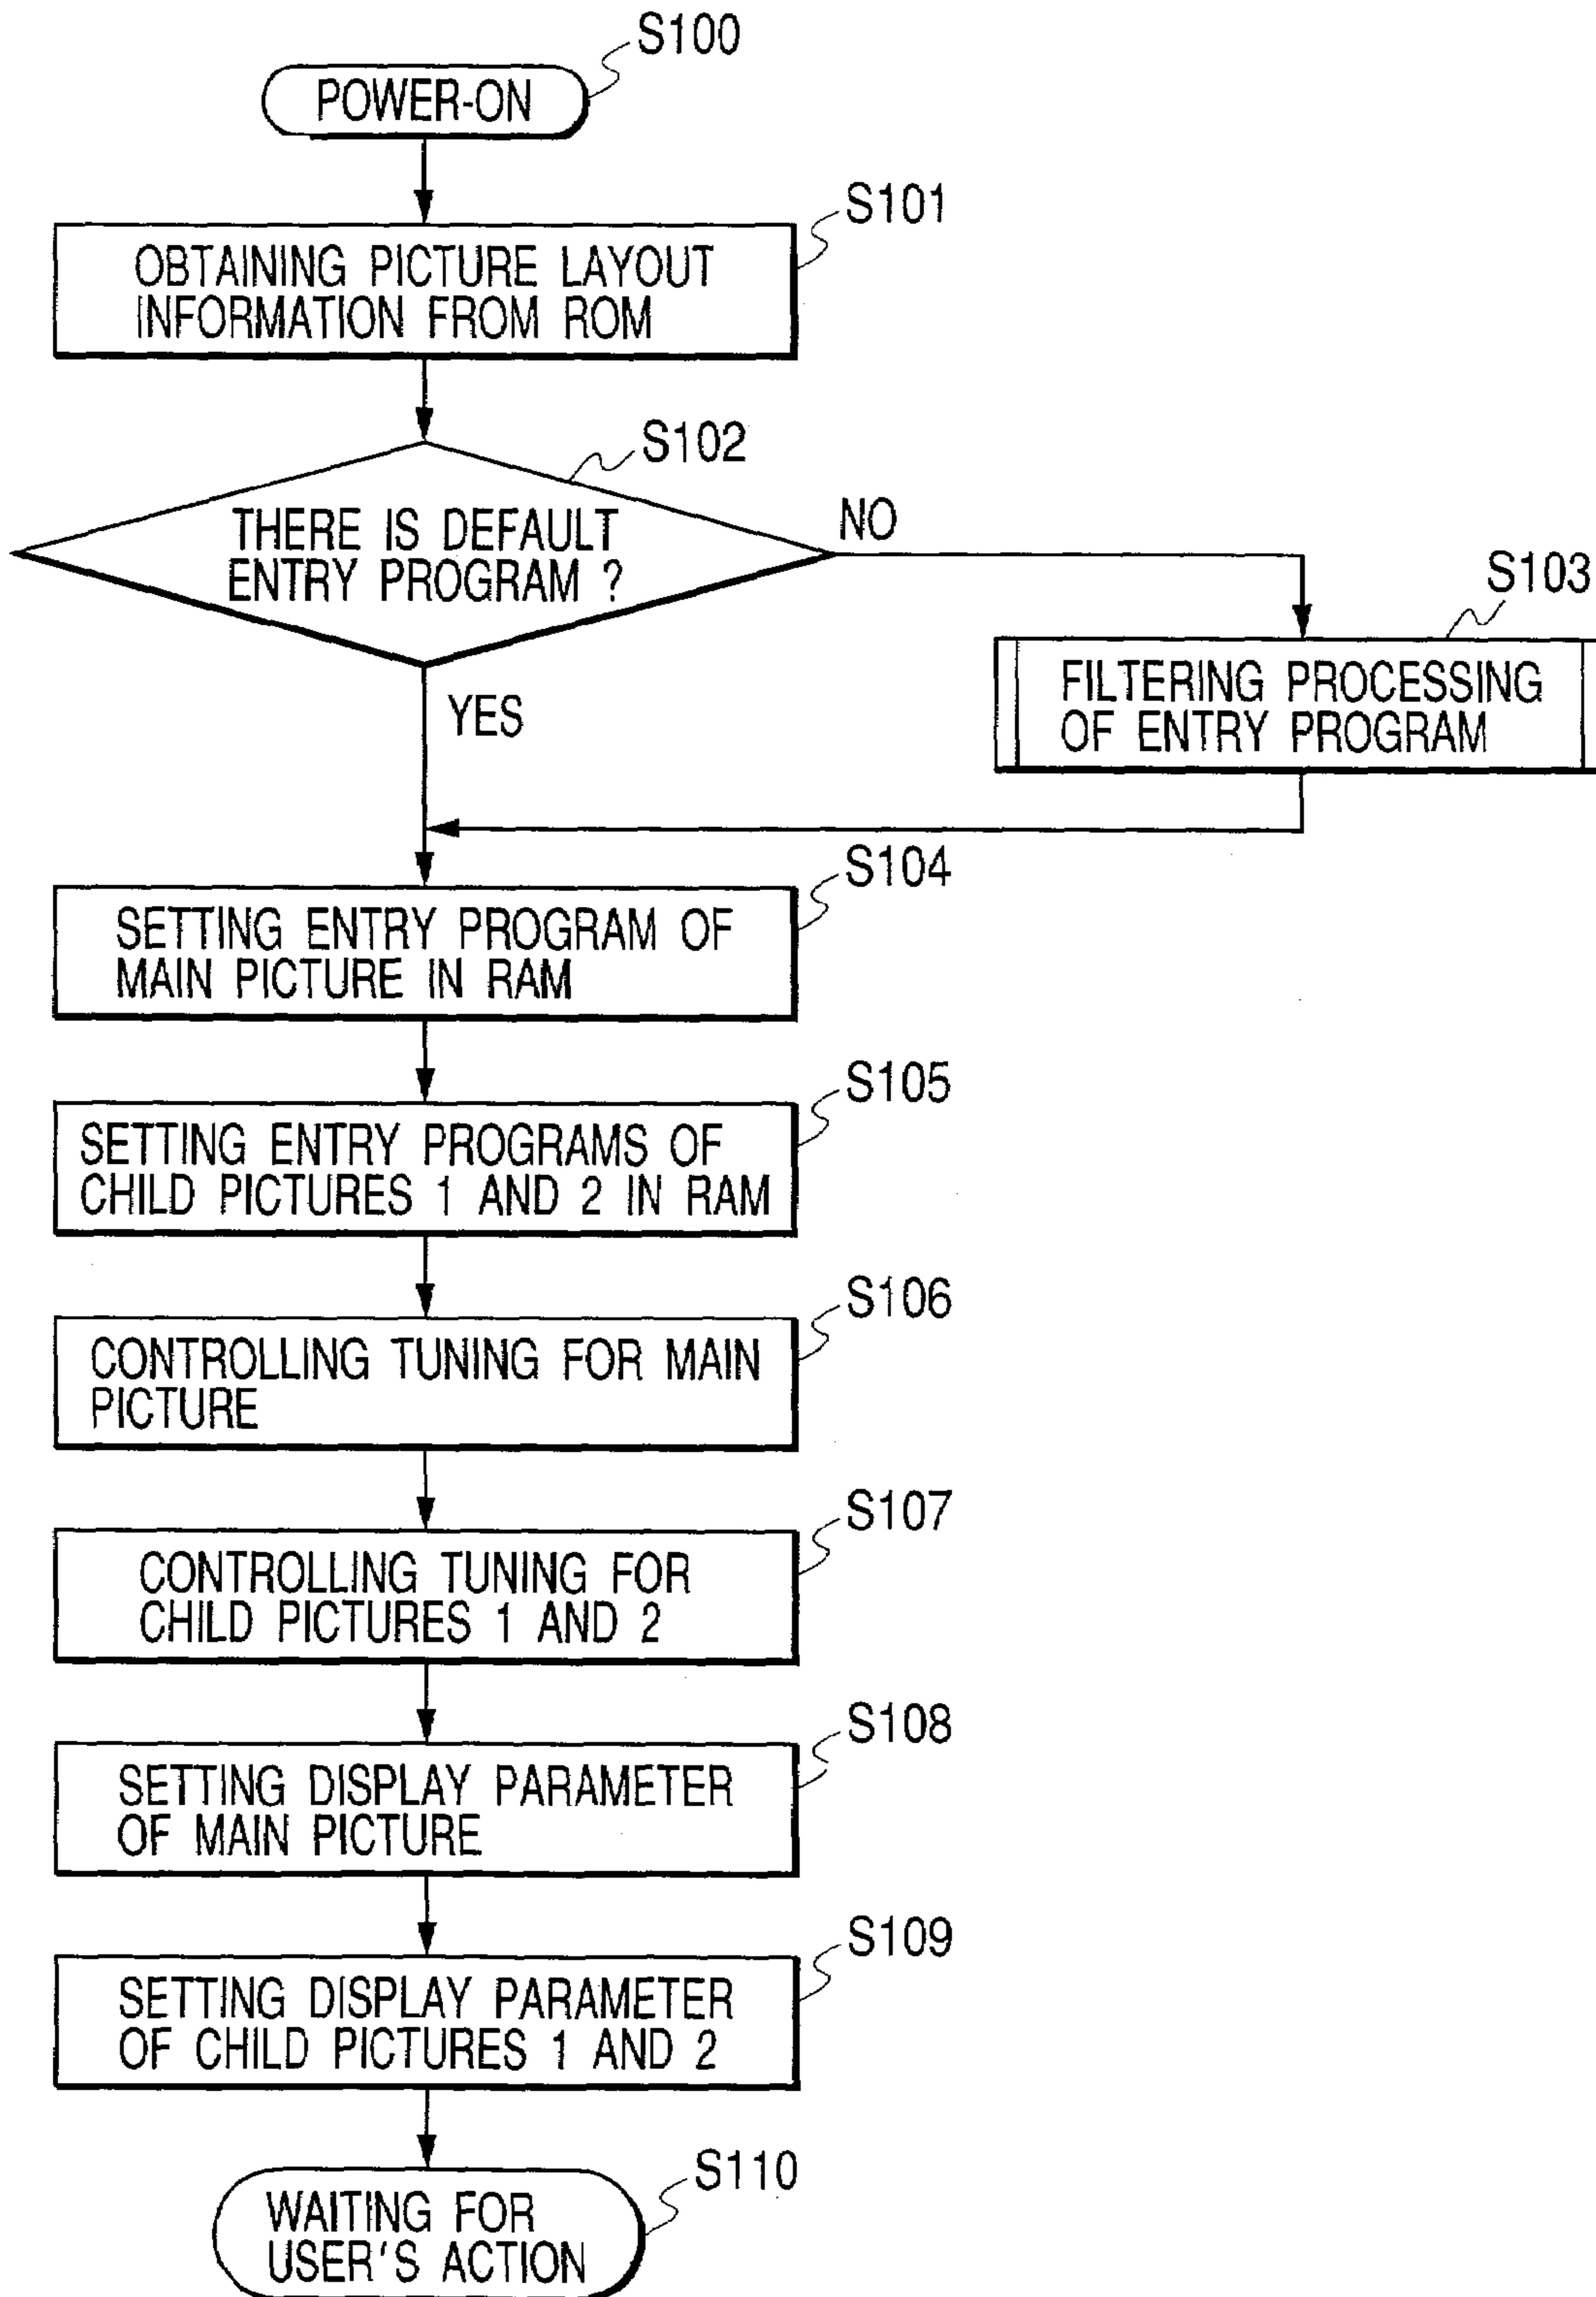 S100
POWER-ON
S101
OBTAINING PICTURE LAYOUT
INFORMATION FROM ROM
S102
THERE IS DEFAULT
ENTRY PROGRAM ?
NO
YES
S103
FILTERING PROCESSING
OF ENTRY PROGRAM
S104
SETTING ENTRY PROGRAM OF
MAIN PICTURE IN RAM
S105
SETTING ENTRY PROGRAMS OF
CHILD PICTURES 1 AND 2 IN RAM
S106
CONTROLLING TUNING FOR MAIN
PICTURE
S107
CONTROLLING TUNING FOR
CHILD PICTURES 1 AND 2
S108
SETTING DISPLAY PARAMETER
OF MAIN PICTURE
S109
SETTING DISPLAY PARAMETER
OF CHILD PICTURES 1 AND 2
S110
WAITING FOR
USER'S ACTION